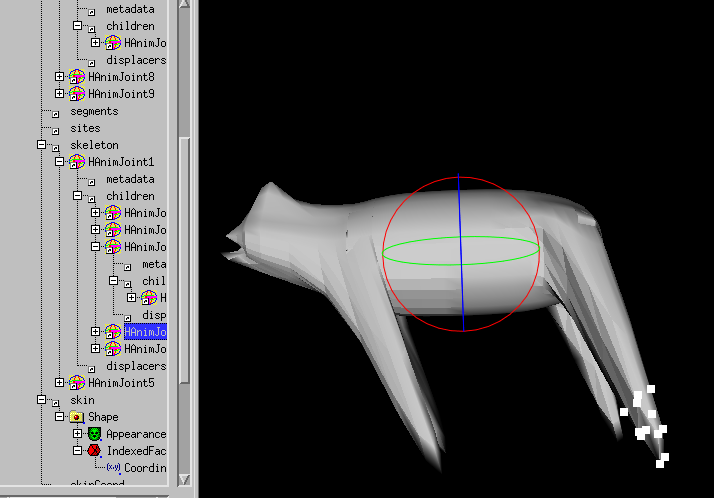 metadata
children
HAnimJo
displacers
HAnimJoint8
HAnimJoint9
segments
sites
skeleton
HAnimJoint1
metadata
children
HAnimJo
HAnimJo
HAnimJo
meta
chil
H
disp
HAnimJo
HAnimJo
displacers
HAnimJoint5
skin
Shape
Appearance
IndexedFac
(x,y) Coordin
skinCoord